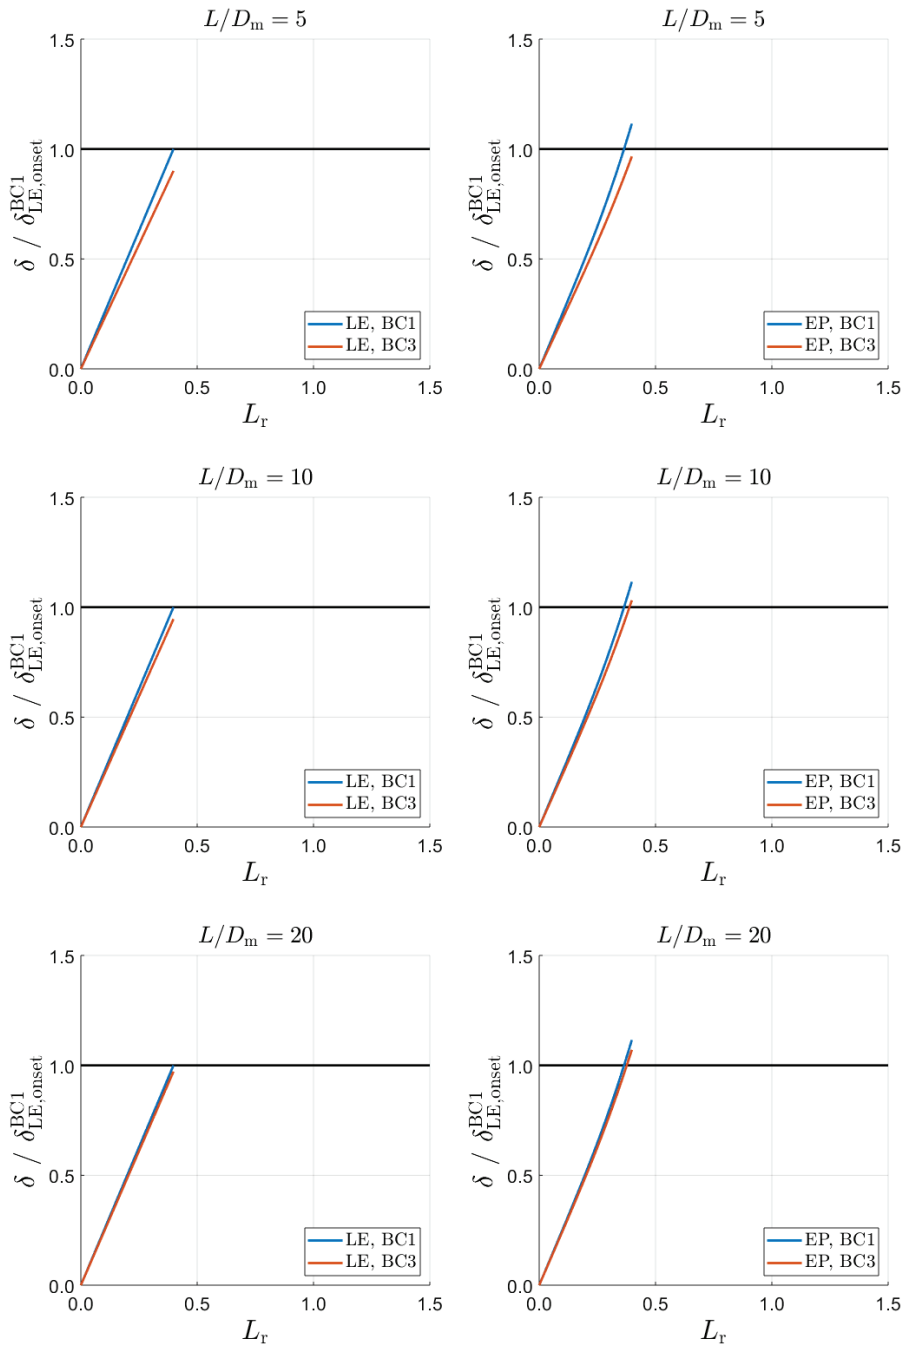 L/Dm = 5
1.5
1.0
0.5
0.0
δ / δ^BC1_LE,onset
LE, BC1
LE, BC3
0.0 0.5 1.0 1.5
Lr
L/Dm = 5
1.5
1.0
0.5
0.0
δ / δ^BC1_LE,onset
EP, BC1
EP, BC3
0.0 0.5 1.0 1.5
Lr
L/Dm = 10
1.5
1.0
0.5
0.0
δ / δ^BC1_LE,onset
LE, BC1
LE, BC3
0.0 0.5 1.0 1.5
Lr
L/Dm = 10
1.5
1.0
0.5
0.0
δ / δ^BC1_LE,onset
EP, BC1
EP, BC3
0.0 0.5 1.0 1.5
Lr
L/Dm = 20
1.5
1.0
0.5
0.0
δ / δ^BC1_LE,onset
LE, BC1
LE, BC3
0.0 0.5 1.0 1.5
Lr
L/Dm = 20
1.5
1.0
0.5
0.0
δ / δ^BC1_LE,onset
EP, BC1
EP, BC3
0.0 0.5 1.0 1.5
Lr